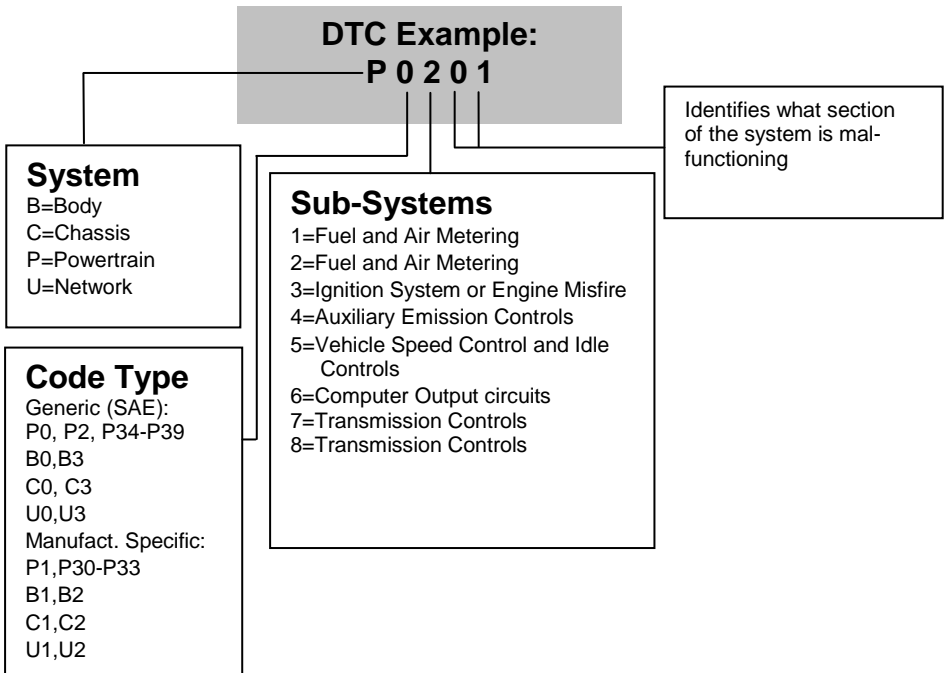 DTC Example:
P 0 2 0 1
Identifies what section
of the system is mal-
functioning
System
B=Body
C=Chassis
P=Powertrain
U=Network
Sub-Systems
1=Fuel and Air Metering
2=Fuel and Air Metering
3=Ignition System or Engine Misfire
4=Auxiliary Emission Controls
5=Vehicle Speed Control and Idle
Controls
6=Computer Output circuits
7=Transmission Controls
8=Transmission Controls
Code Type
Generic (SAE):
P0, P2, P34-P39
B0,B3
C0, C3
U0,U3
Manufact. Specific:
P1,P30-P33
B1,B2
C1,C2
U1,U2